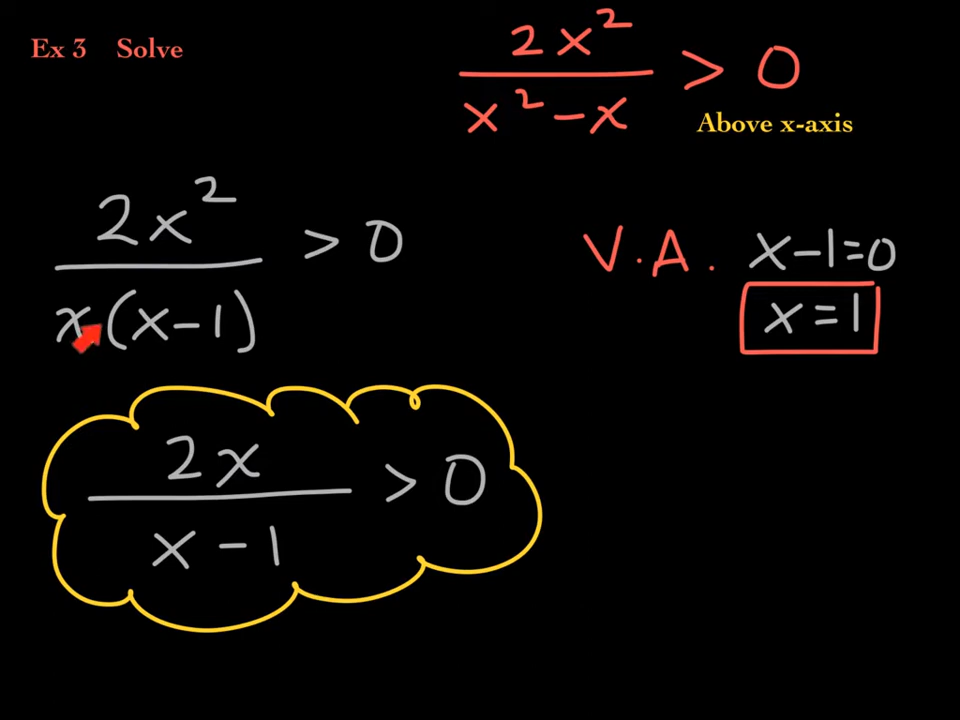 Ex 3 Solve
2x²/(x²-x) > 0
Above x-axis
2x²/(x(x-1)) > 0
V.A. x-1=0
x=1
2x/(x-1) > 0